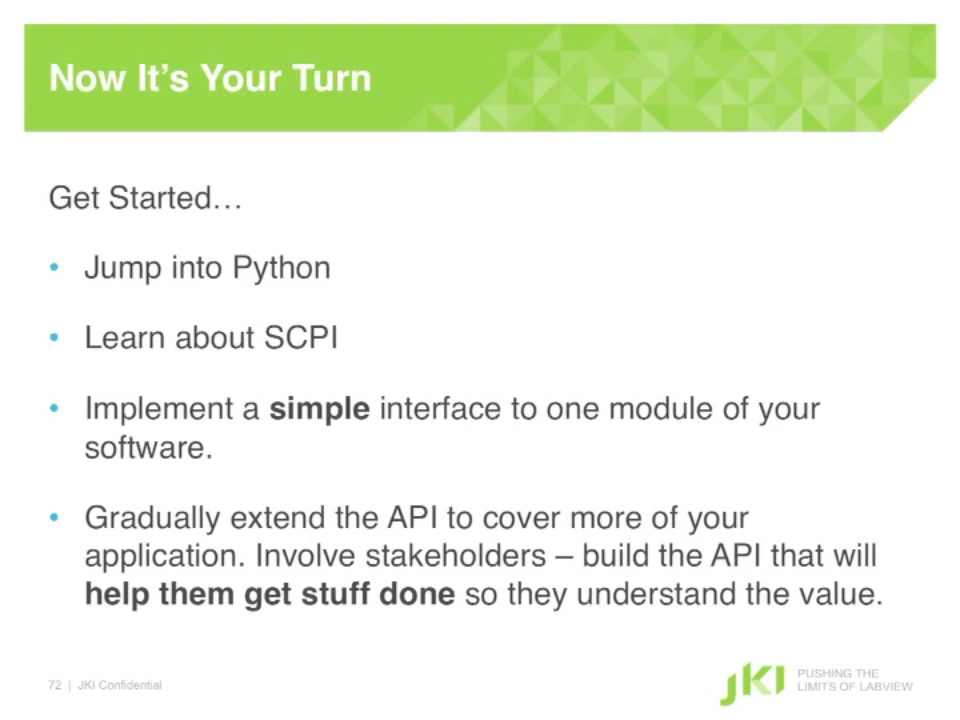 Now It’s Your Turn
Get Started…
• Jump into Python
• Learn about SCPI
• Implement a simple interface to one module of your
software.
• Gradually extend the API to cover more of your
application. Involve stakeholders – build the API that will
help them get stuff done so they understand the value.
72 | JKI Confidential
JKI
PUSHING THE
LIMITS OF LABVIEW